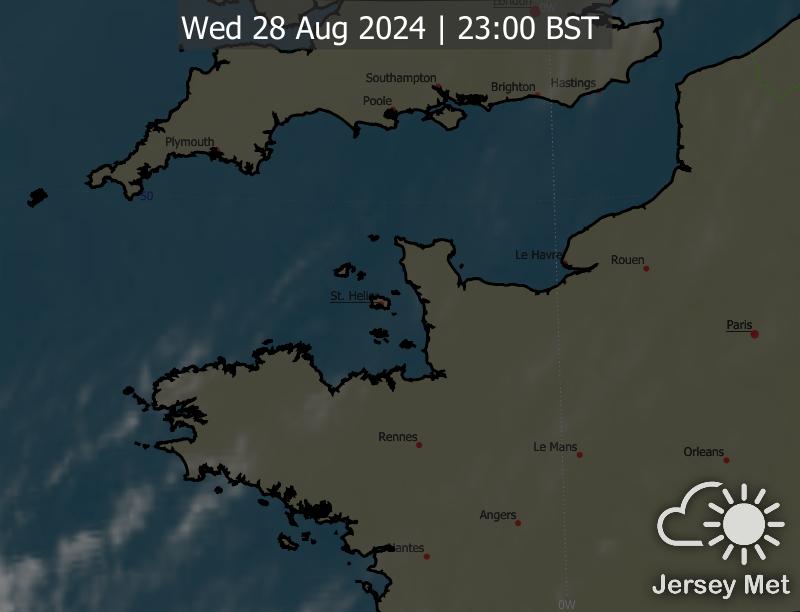 London
0W
Wed 28 Aug 2024 | 23:00 BST
Southampton
Brighton
Hastings
Poole
Plymouth
50
Le Havre
Rouen
St. Helier
Paris
Rennes
Le Mans
Orleans
Angers
Nantes
Jersey Met
0W